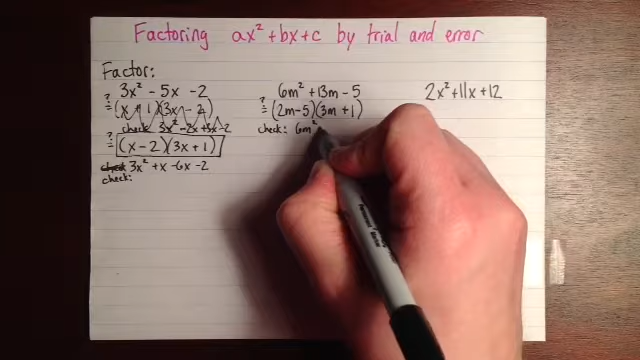 Factoring ax² + bx + c by trial and error
Factor:
3x² - 5x - 2
?= (x + 1)(3x - 2)
check 3x² - 2x + 3x - 2
?= (x - 2)(3x + 1)
check 3x² + x - 6x - 2
check:
6m² + 13m - 5
?= (2m - 5)(3m + 1)
check: 6m²
2x² + 11x + 12